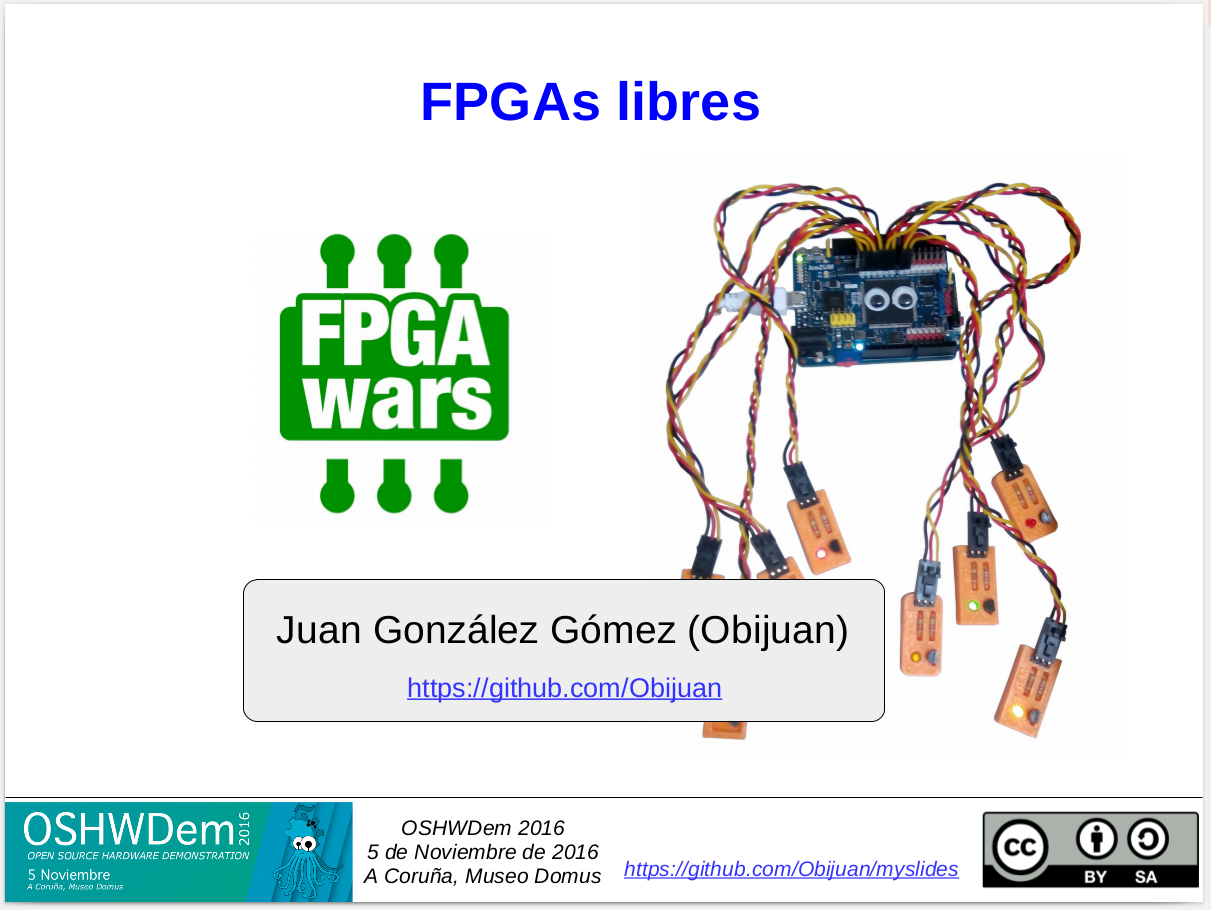 FPGAs libres
FPGA
wars
Juan González Gómez (Obijuan)
https://github.com/Obijuan
OSHWDem 2016
OPEN SOURCE HARDWARE DEMONSTRATION
5 Noviembre
A Coruña, Museo Domus
OSHWDem 2016
5 de Noviembre de 2016
A Coruña, Museo Domus
https://github.com/Obijuan/myslides
CC
BY SA